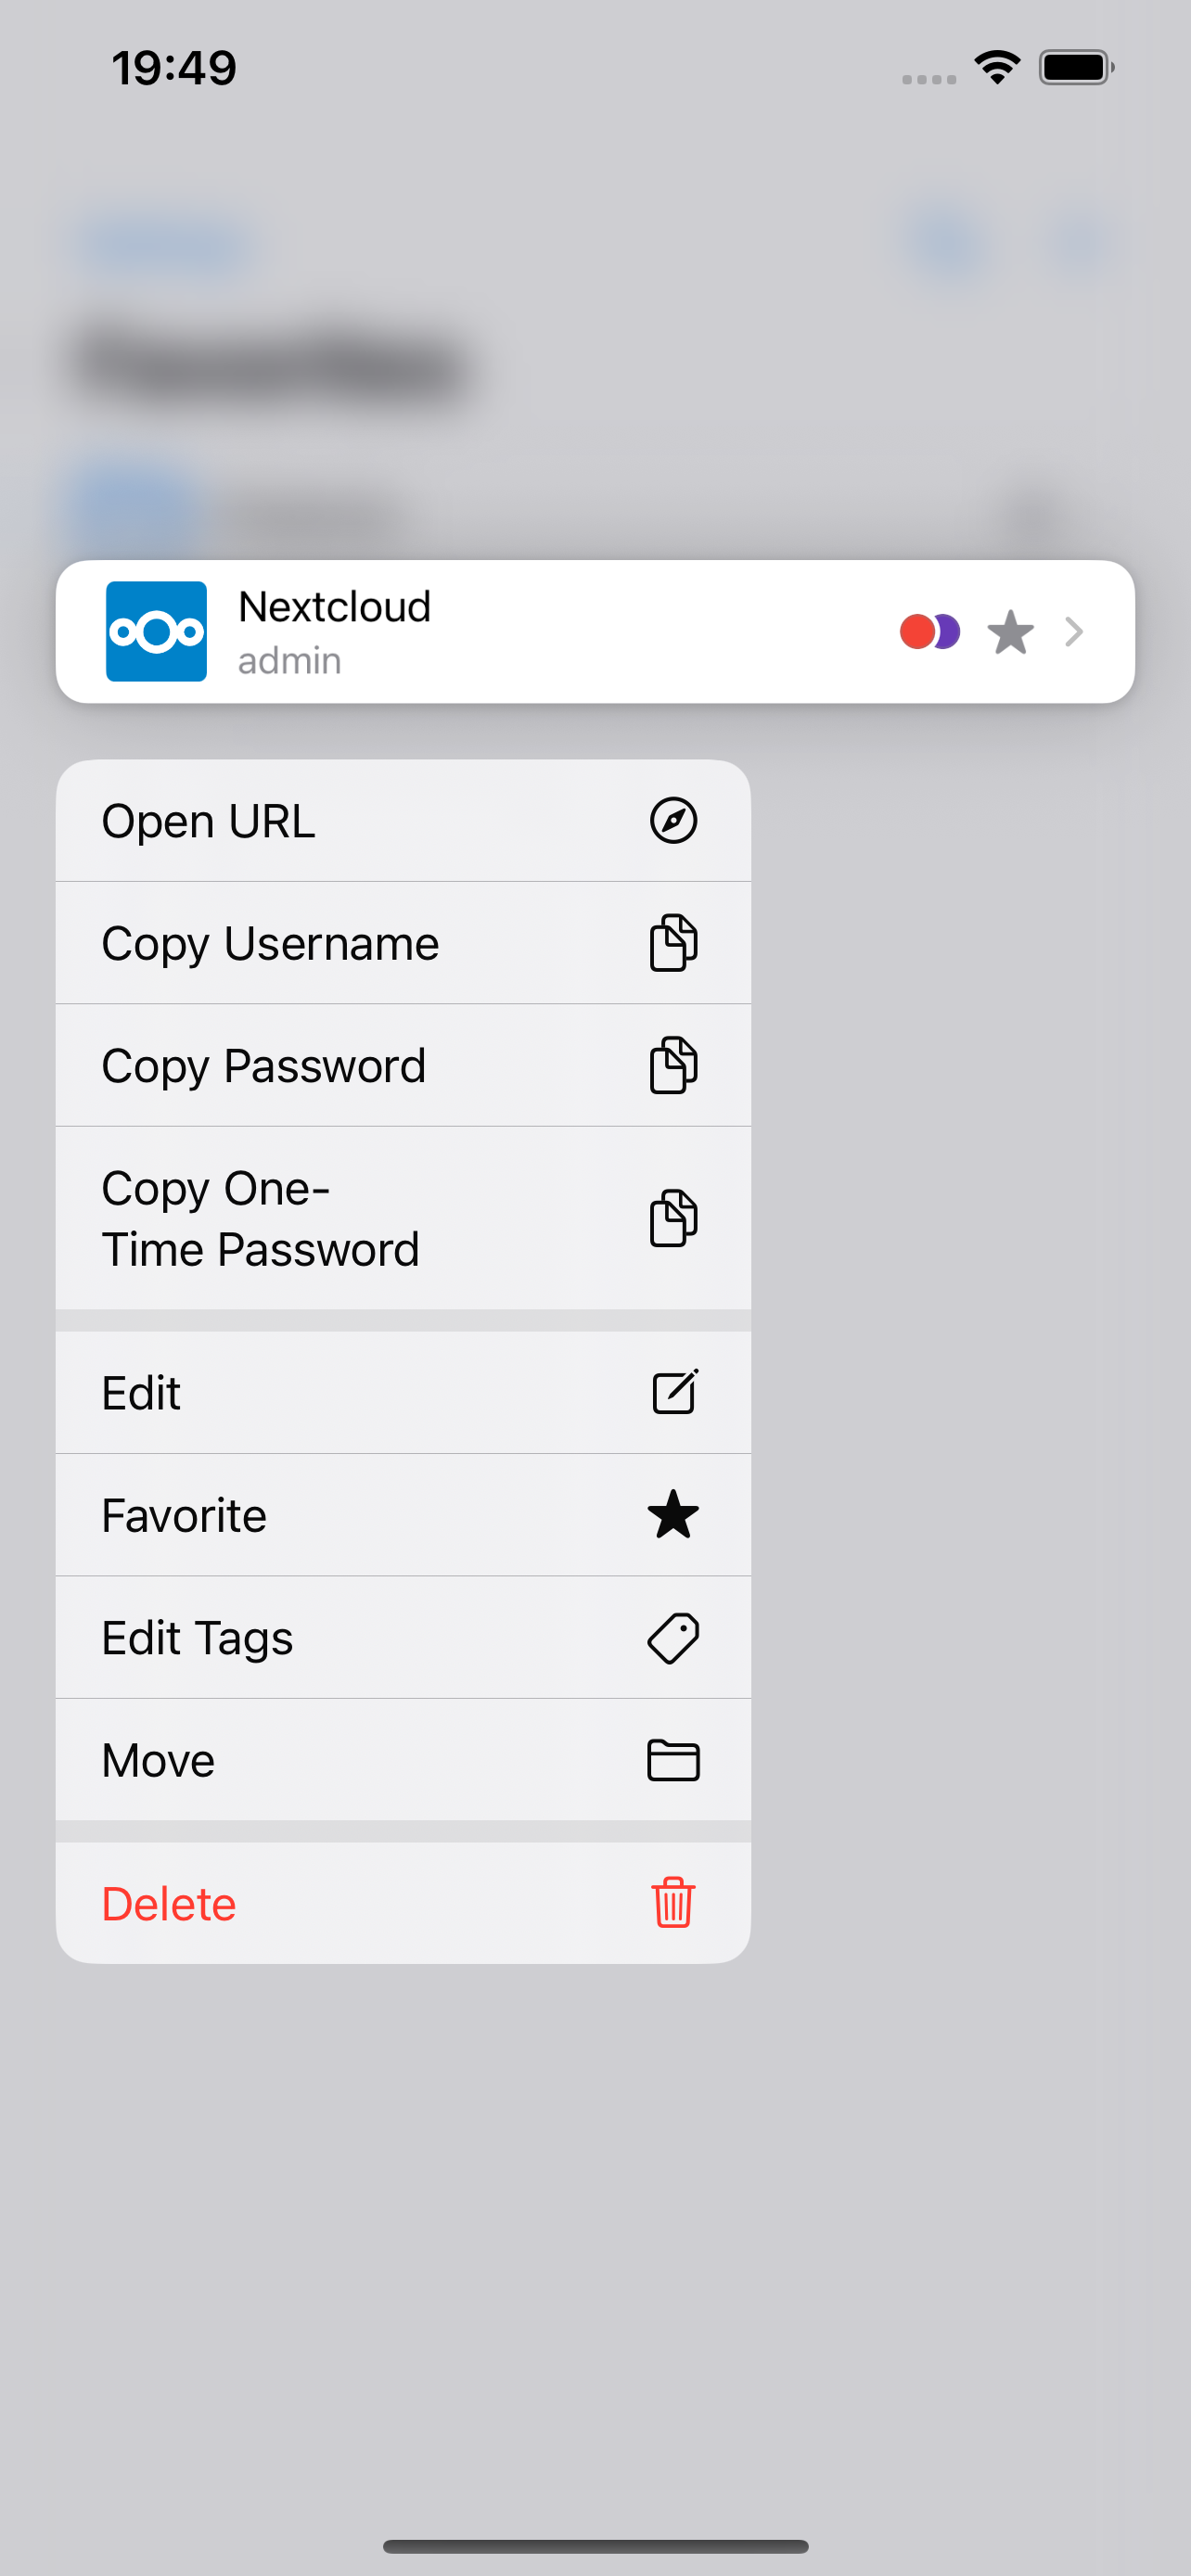 19:49
Nextcloud
admin
Open URL
Copy Username
Copy Password
Copy One-
Time Password
Edit
Favorite
Edit Tags
Move
Delete